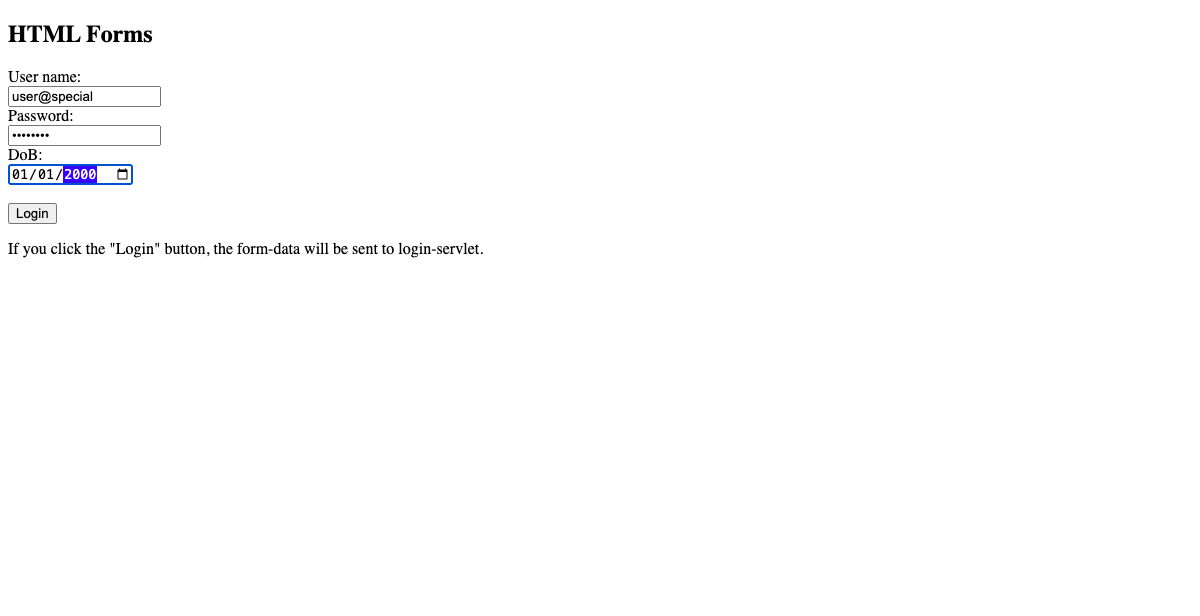 HTML Forms
User name:
user@special
Password:
••••••••
DoB:
01/01/2000
Login
If you click the "Login" button, the form-data will be sent to login-servlet.